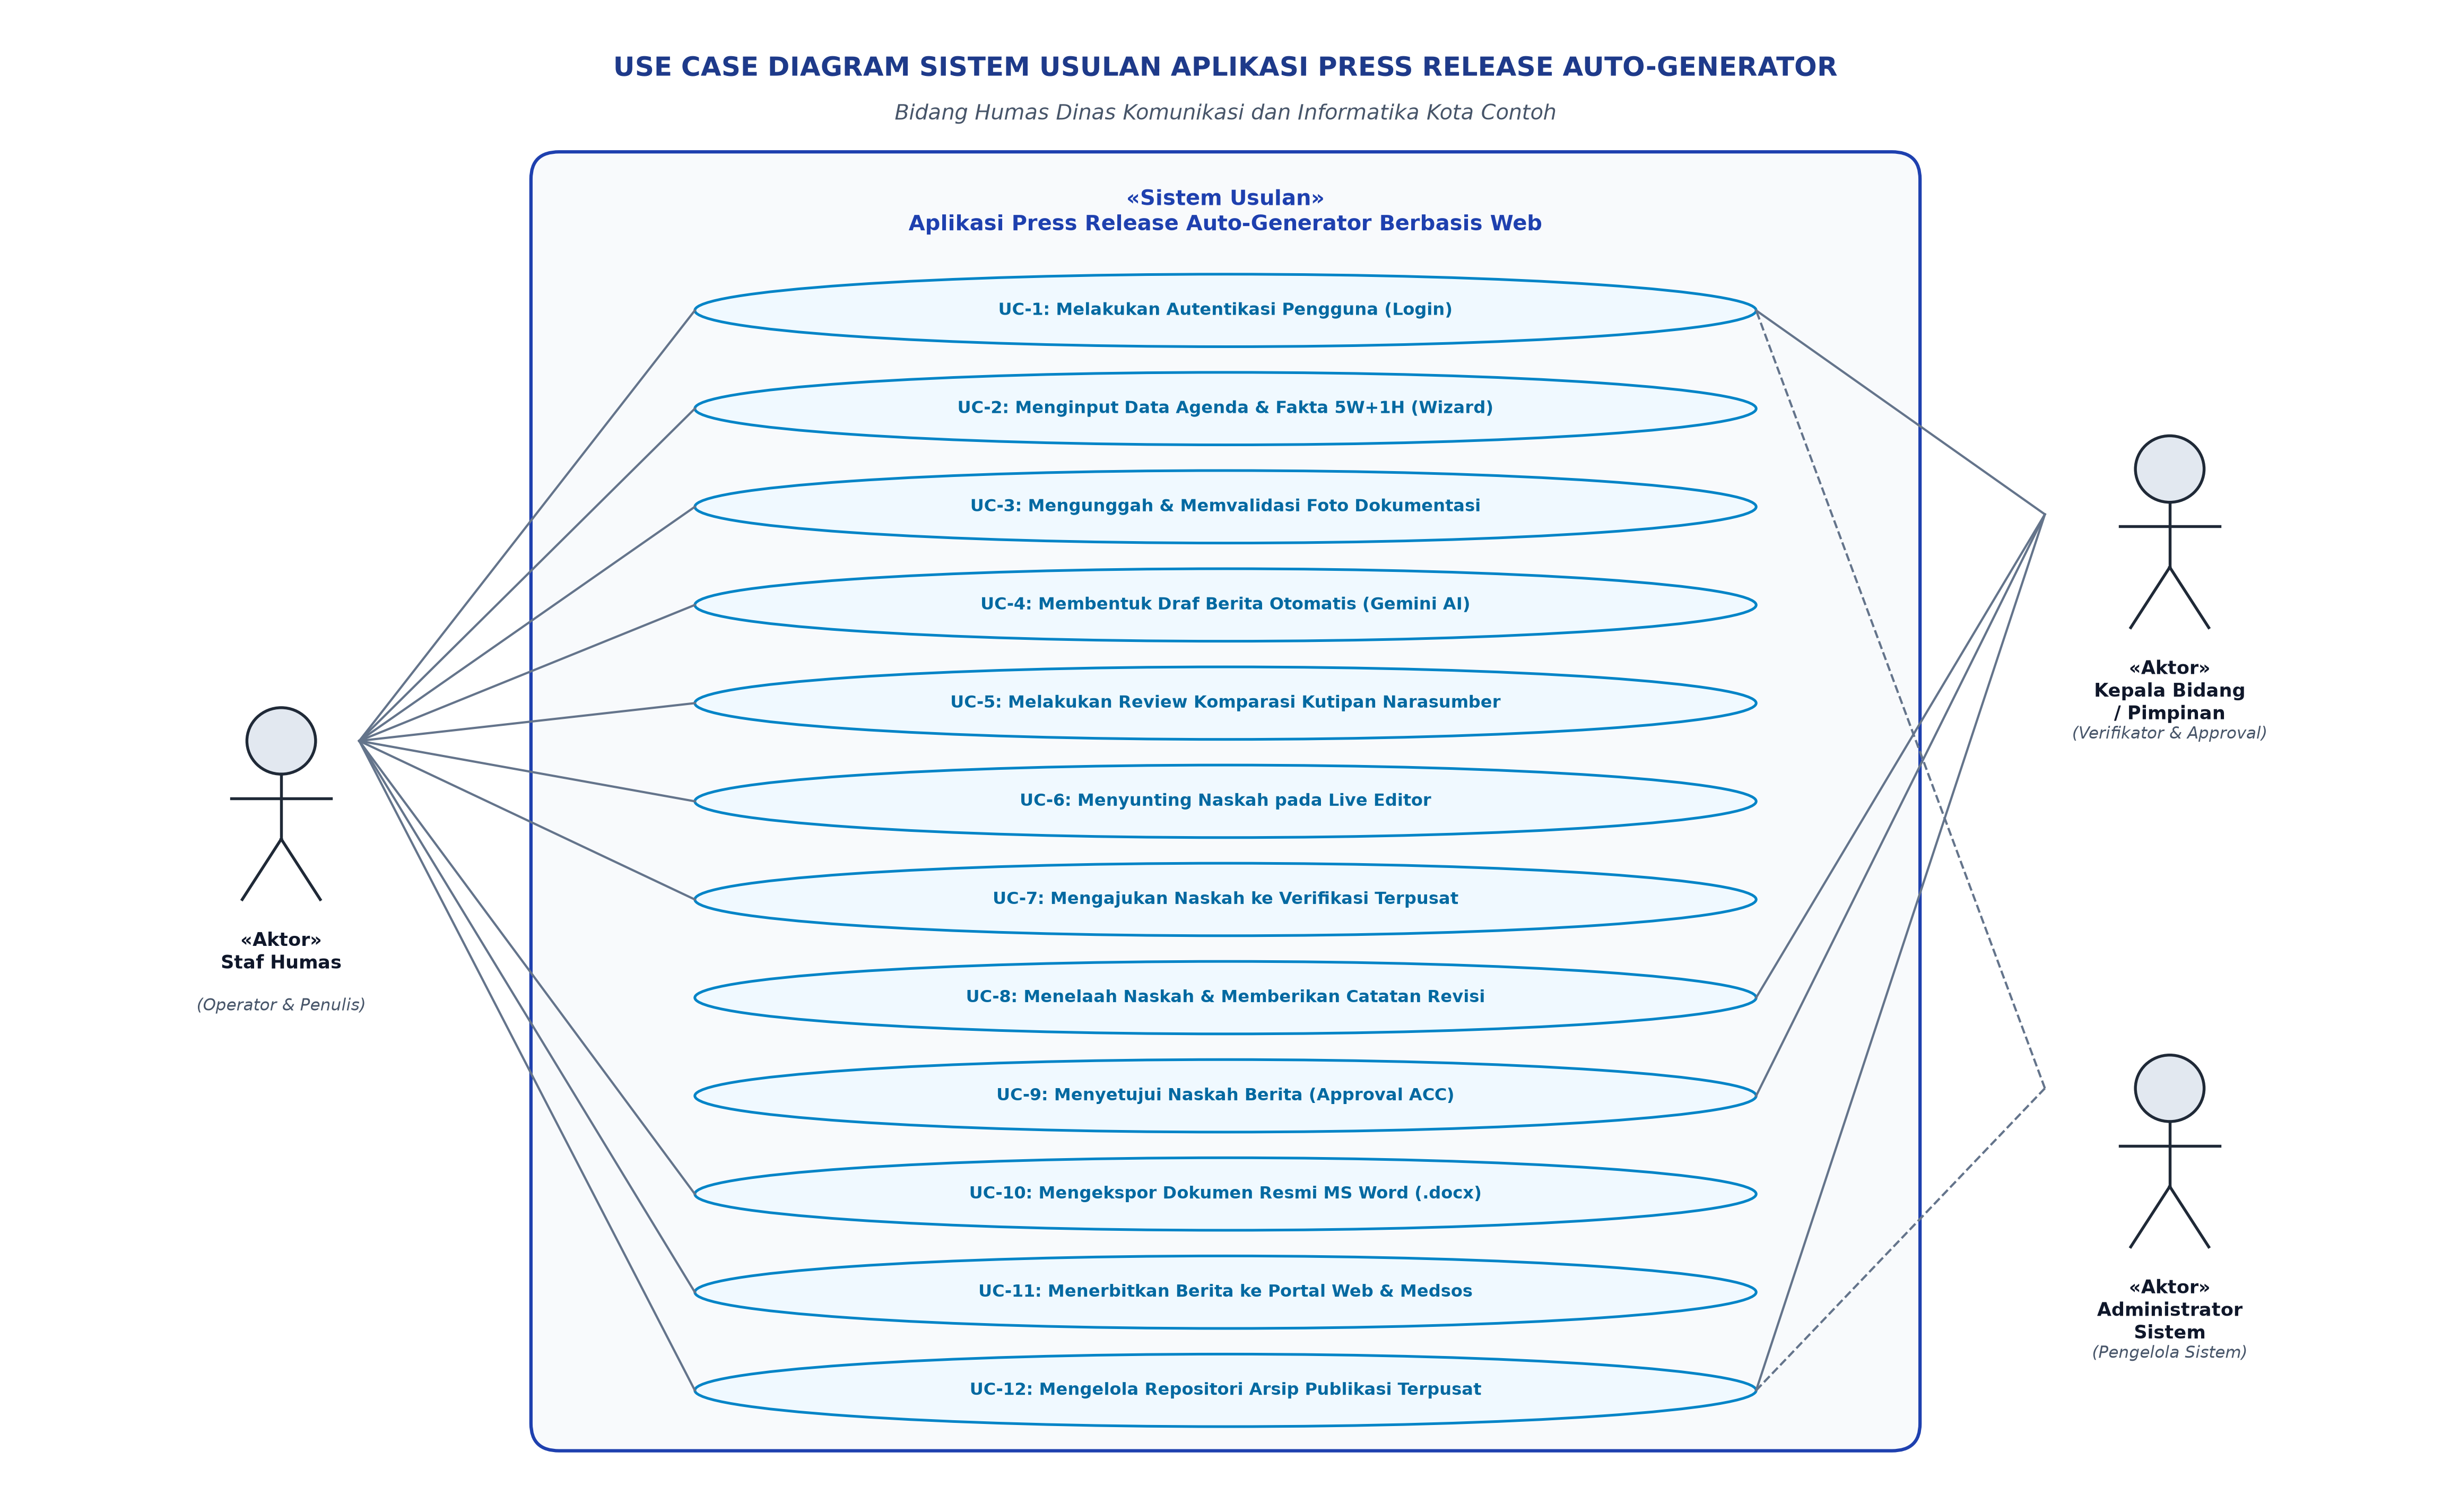 USE CASE DIAGRAM SISTEM USULAN APLIKASI PRESS RELEASE AUTO-GENERATOR
Bidang Humas Dinas Komunikasi dan Informatika Kota Contoh
«Sistem Usulan»
Aplikasi Press Release Auto-Generator Berbasis Web
UC-1: Melakukan Autentikasi Pengguna (Login)
UC-2: Menginput Data Agenda & Fakta 5W+1H (Wizard)
UC-3: Mengunggah & Memvalidasi Foto Dokumentasi
UC-4: Membentuk Draf Berita Otomatis (Gemini AI)
UC-5: Melakukan Review Komparasi Kutipan Narasumber
UC-6: Menyunting Naskah pada Live Editor
UC-7: Mengajukan Naskah ke Verifikasi Terpusat
UC-8: Menelaah Naskah & Memberikan Catatan Revisi
UC-9: Menyetujui Naskah Berita (Approval ACC)
UC-10: Mengekspor Dokumen Resmi MS Word (.docx)
UC-11: Menerbitkan Berita ke Portal Web & Medsos
UC-12: Mengelola Repositori Arsip Publikasi Terpusat
«Aktor»
Staf Humas
(Operator & Penulis)
«Aktor»
Kepala Bidang
/ Pimpinan
(Verifikator & Approval)
«Aktor»
Administrator
Sistem
(Pengelola Sistem)